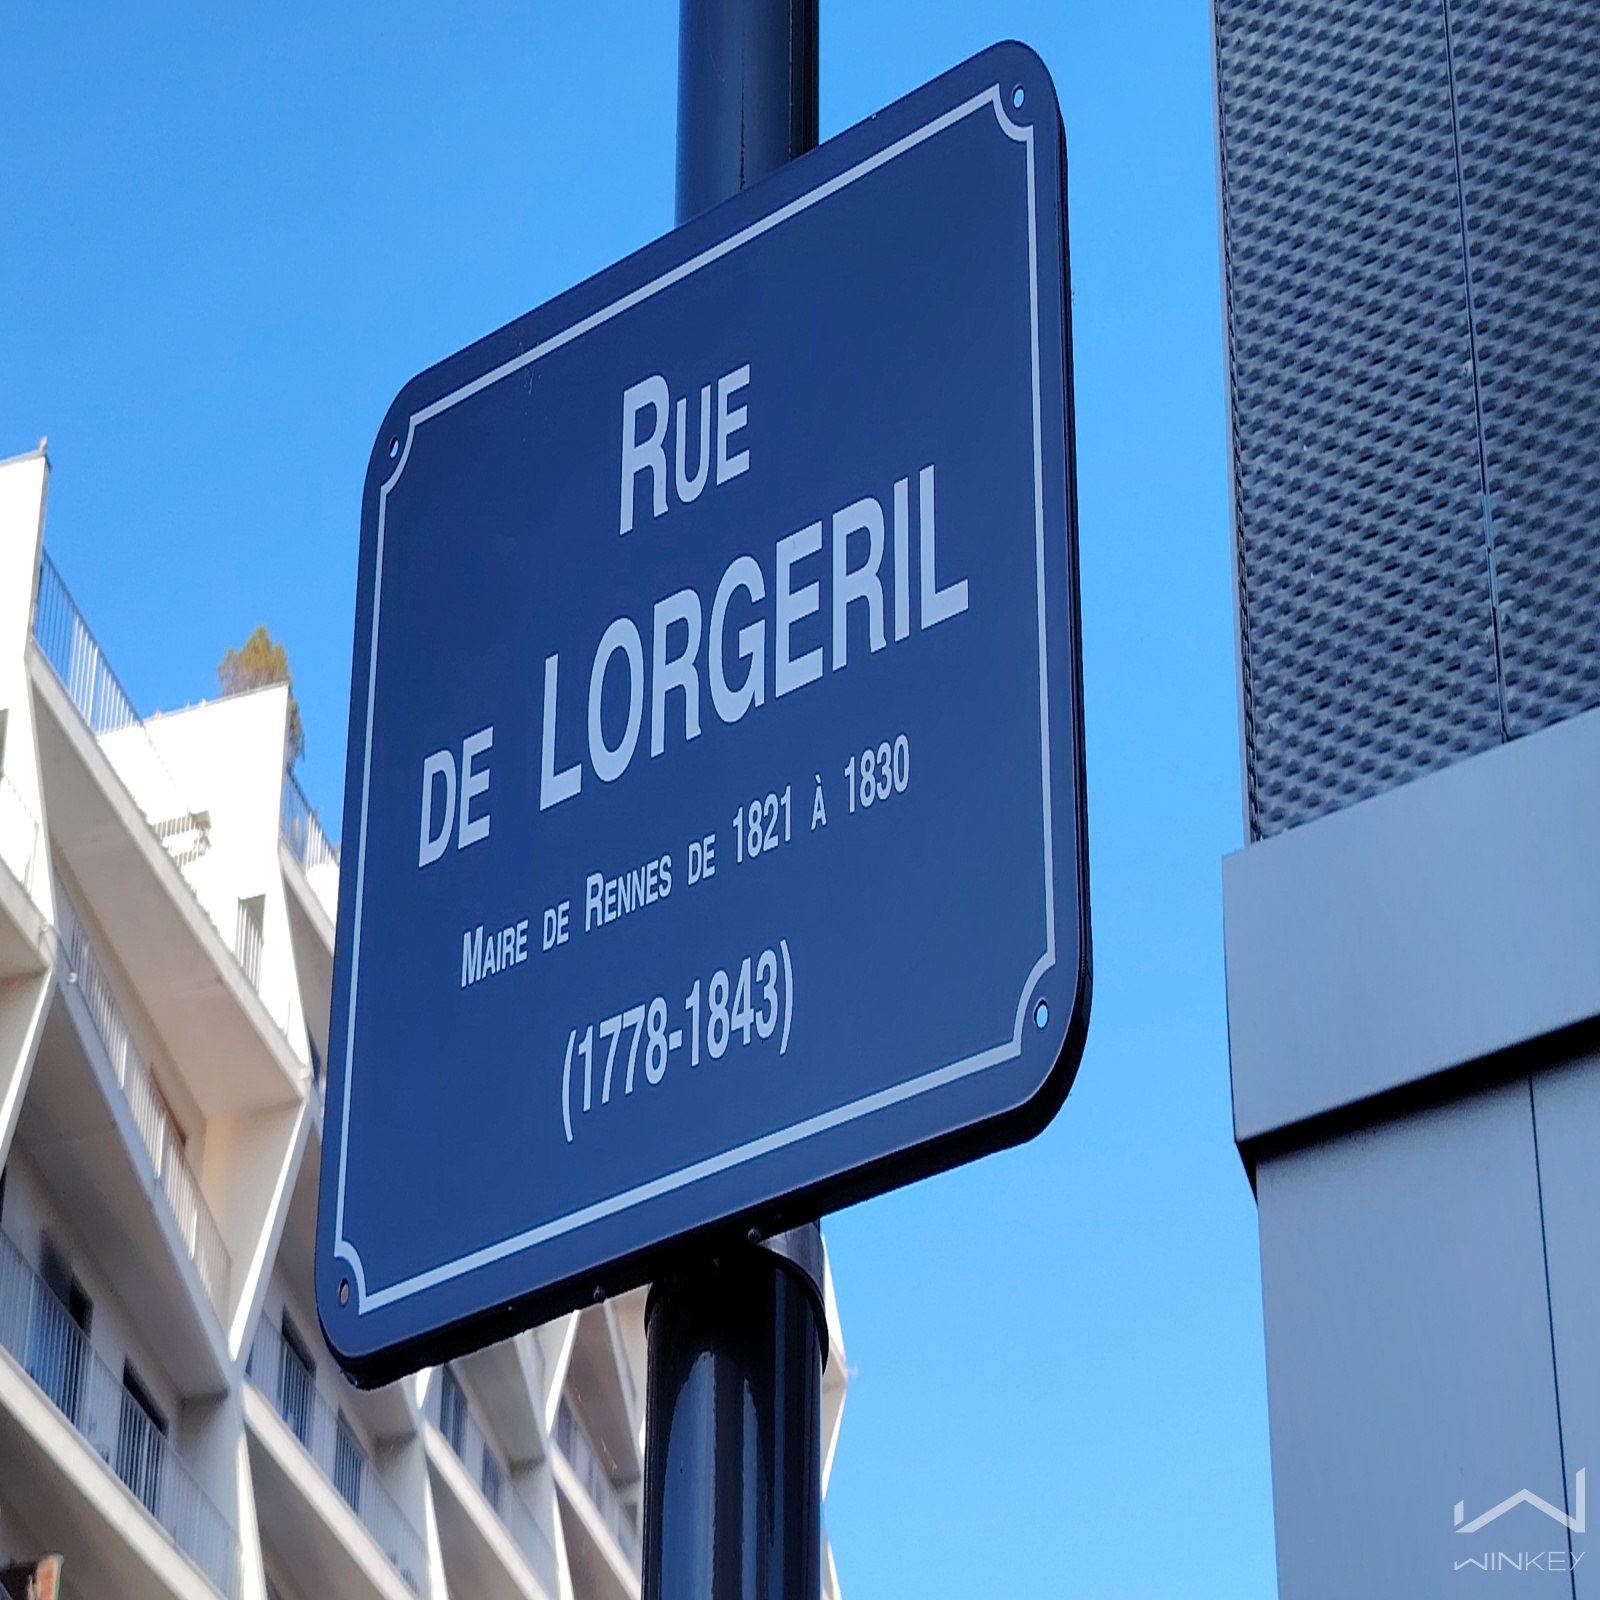 RUE
DE LORGERIL
MAIRE DE RENNES DE 1821 À 1830
(1778-1843)
WINKEY